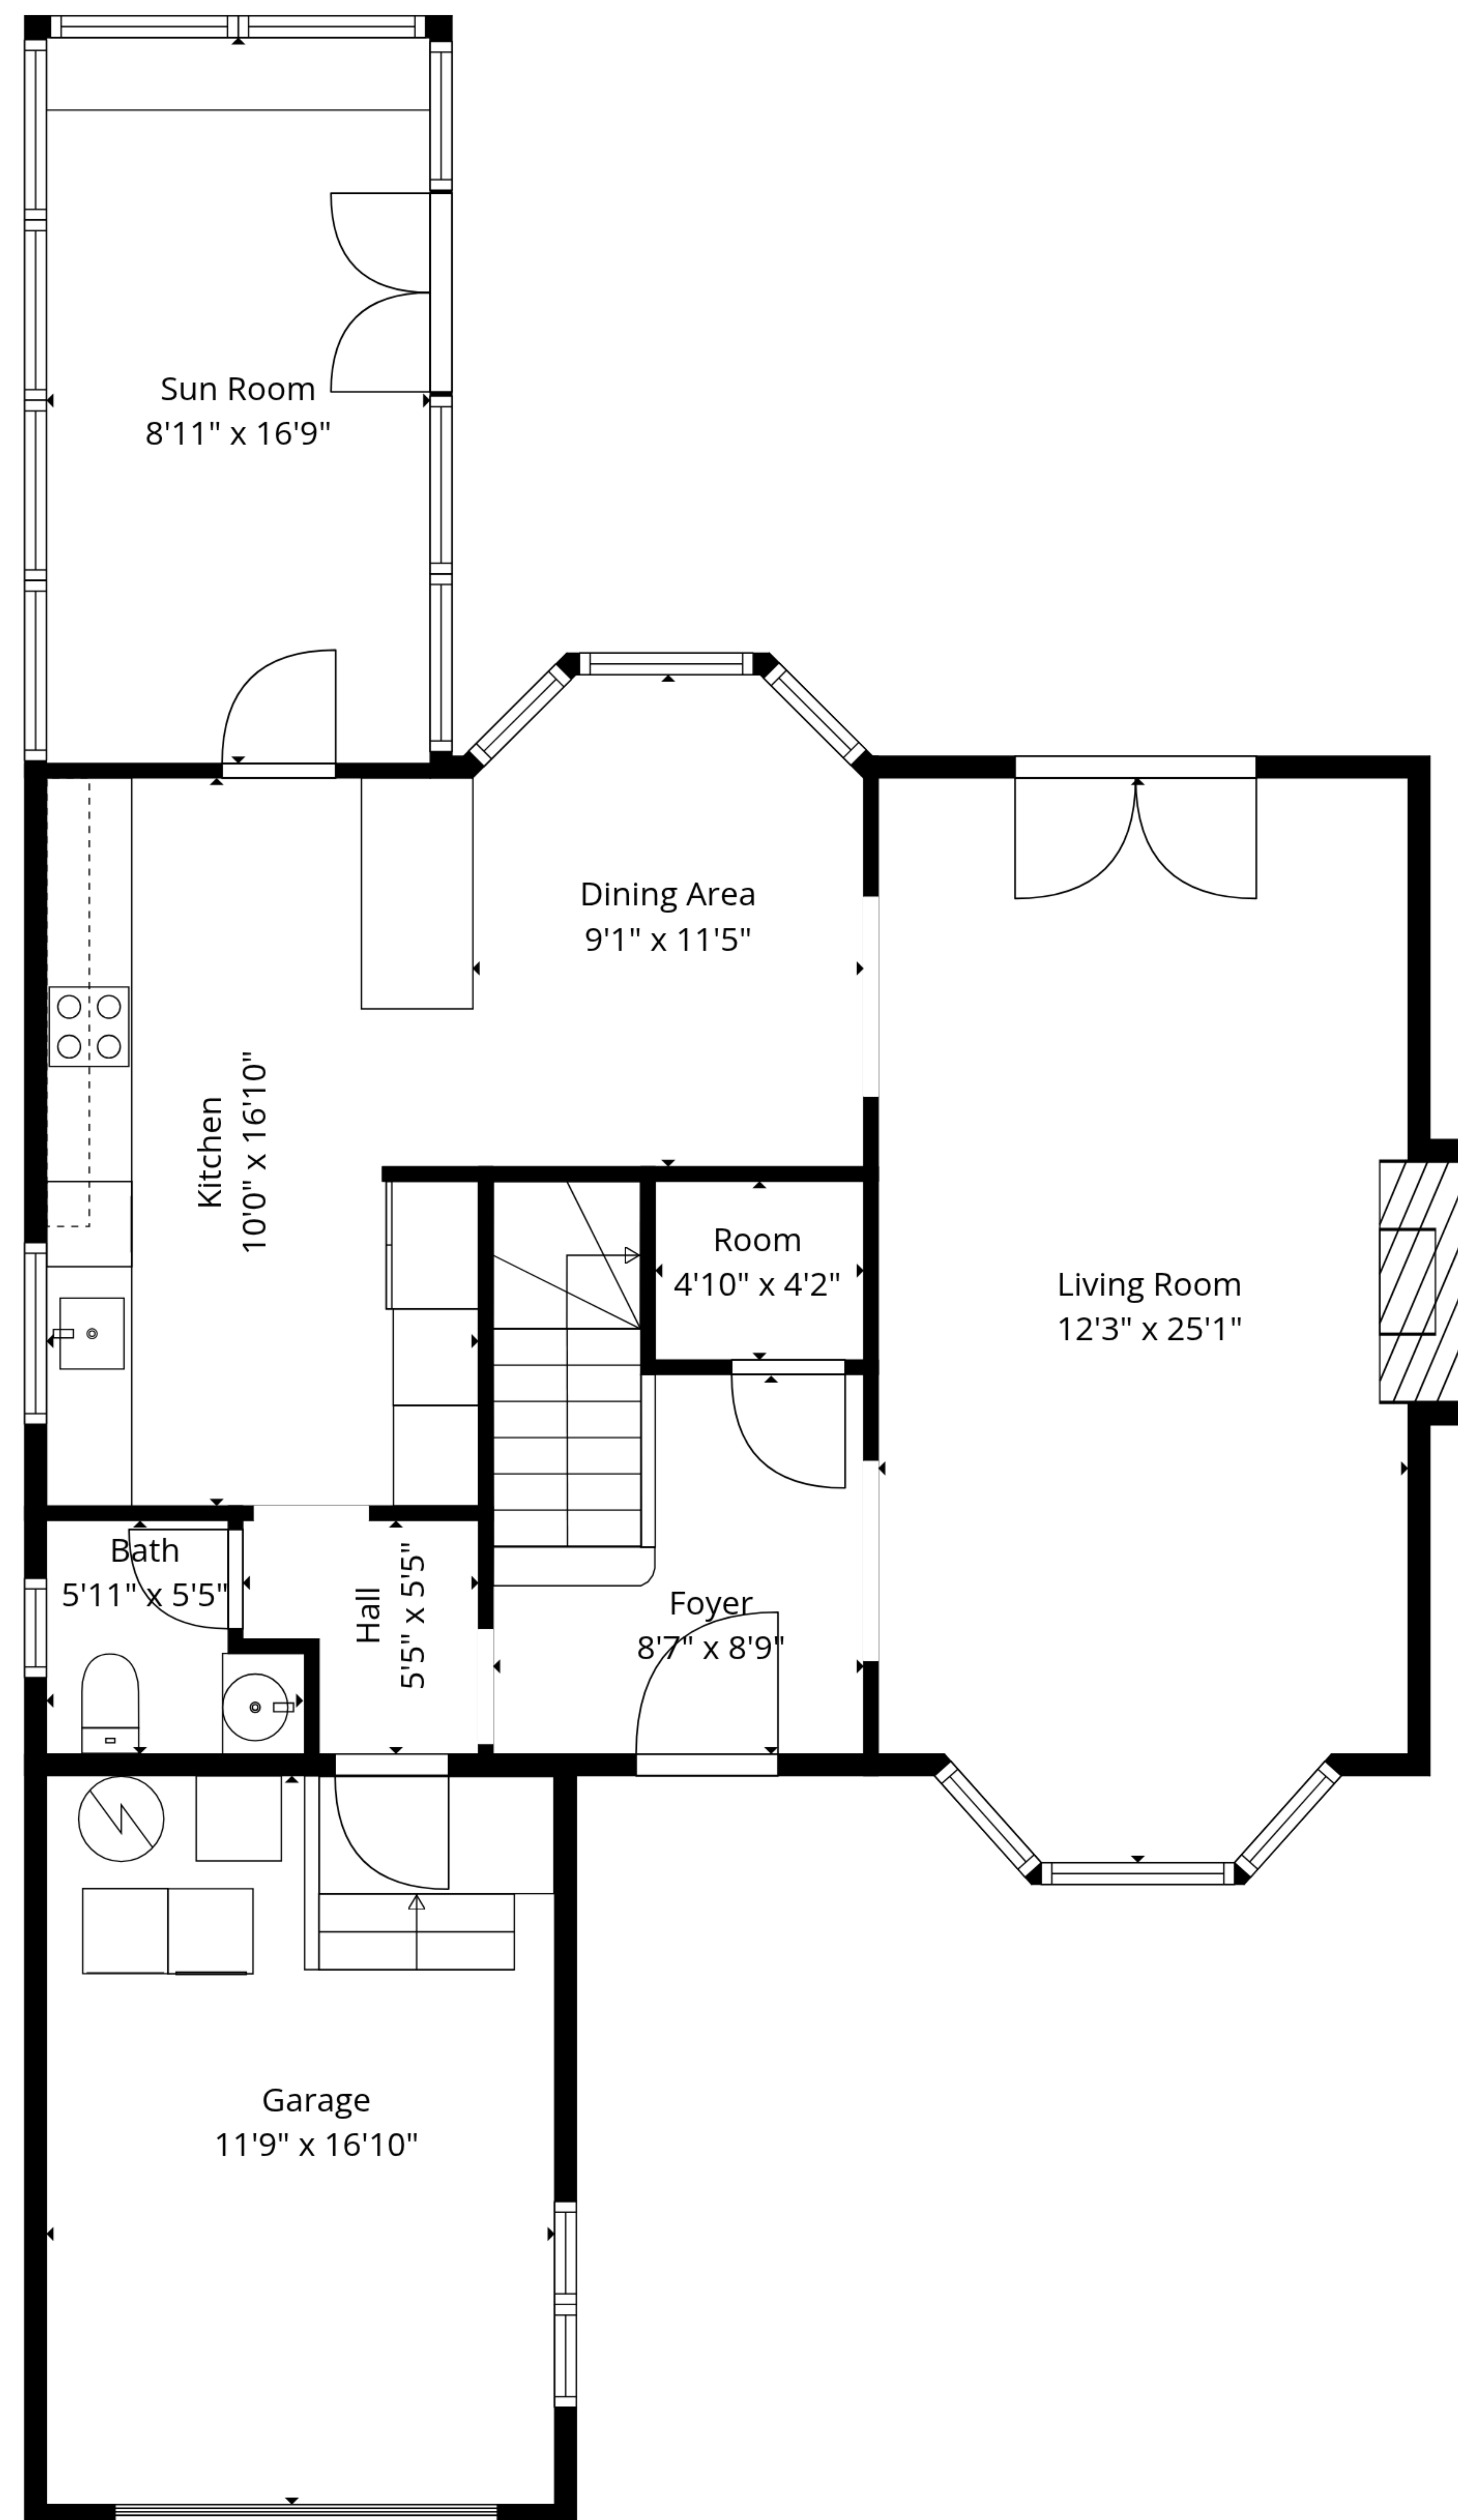 Sun Room
8'11" x 16'9"
Dining Area
9'1" x 11'5"
Kitchen
10'0" x 16'10"
Room
4'10" x 4'2"
Living Room
12'3" x 25'1"
Bath
5'11" x 5'5"
Hall
5'5" x 5'5"
Foyer
8'7" x 8'9"
Garage
11'9" x 16'10"